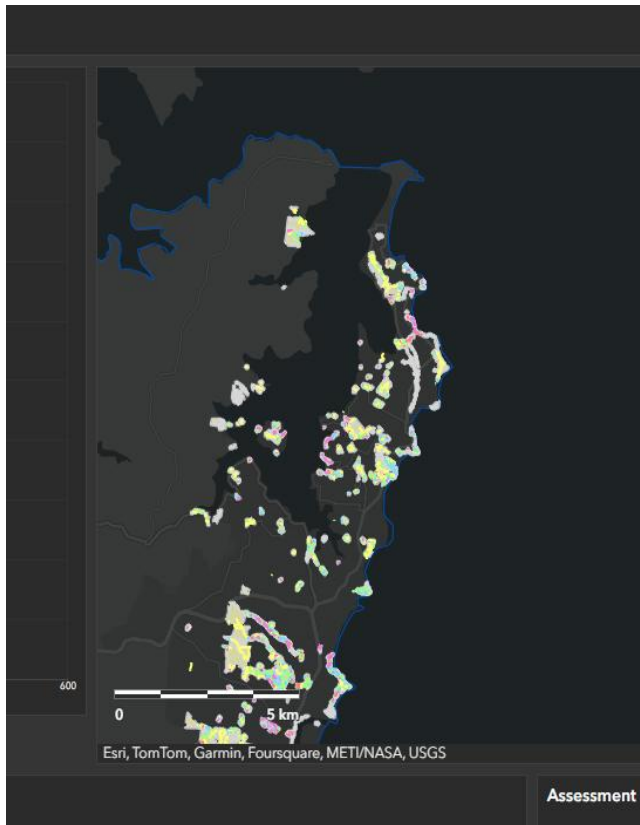 600
0
5 km
Esri, TomTom, Garmin, Foursquare, METI/NASA, USGS
Assessment